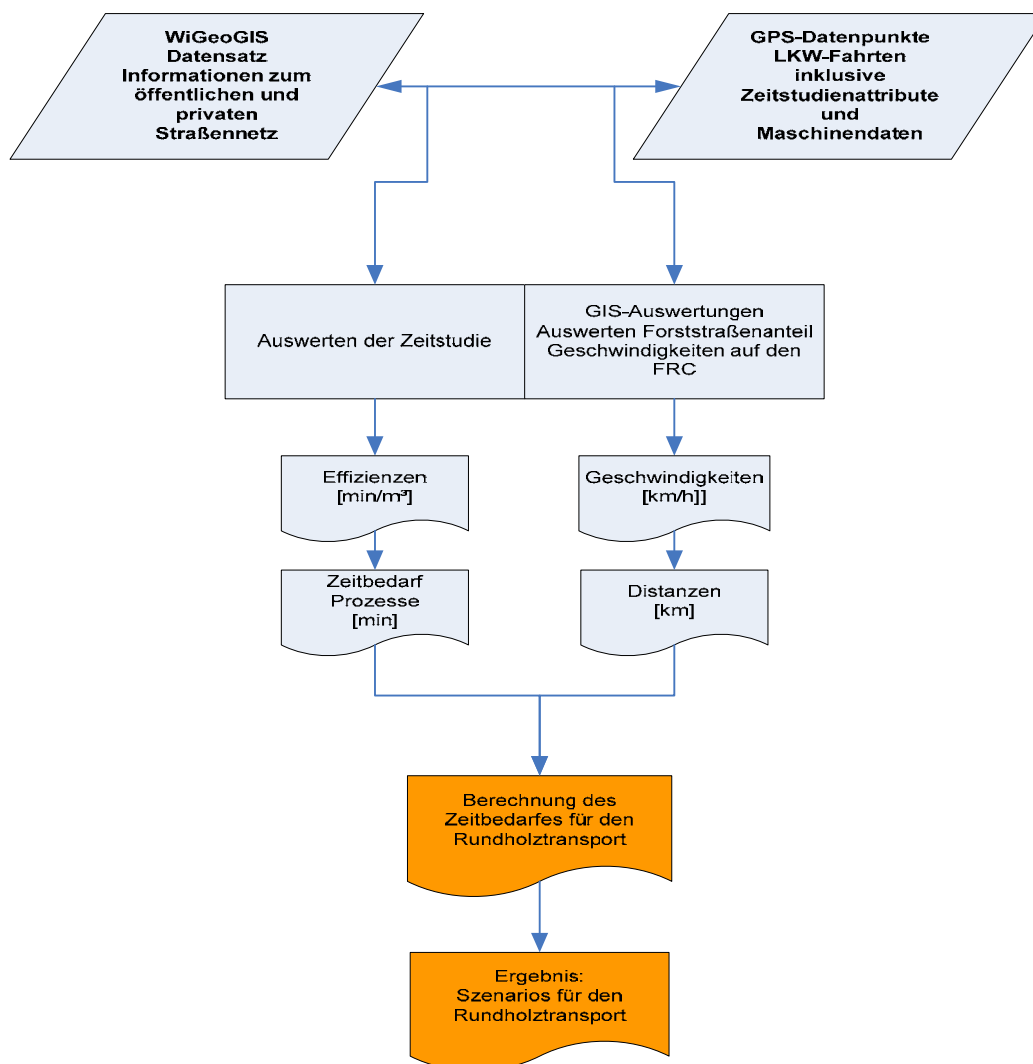 WiGeoGIS
Datensatz
Informationen zum
öffentlichen und
privaten
Straßennetz
GPS-Datenpunkte
LKW-Fahrten
inklusive
Zeitstudienattribute
und
Maschinendaten
Auswerten der Zeitstudie
GIS-Auswertungen
Auswerten Forststraßenanteil
Geschwindigkeiten auf den
FRC
Effizienzen
[min/m³]
Geschwindigkeiten
[km/h]]
Zeitbedarf
Prozesse
[min]
Distanzen
[km]
Berechnung des
Zeitbedarfes für den
Rundholztransport
Ergebnis:
Szenarios für den
Rundholztransport